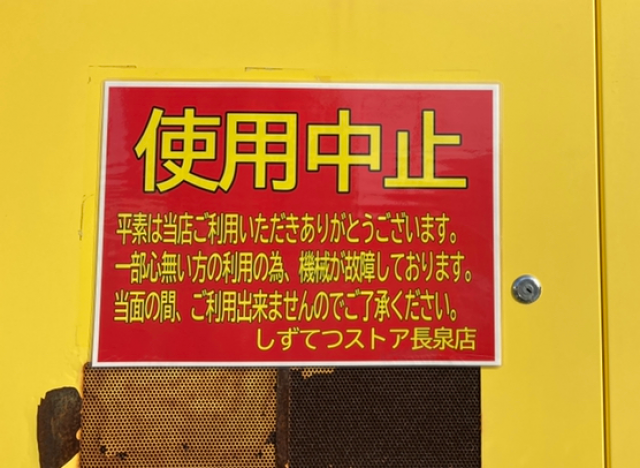 使用中止
平素は当店ご利用いただきありがとうございます。
一部心無い方の利用の為、機械が故障しております。
当面の間、ご利用出来ませんのでご了承ください。
しずてつストア長泉店